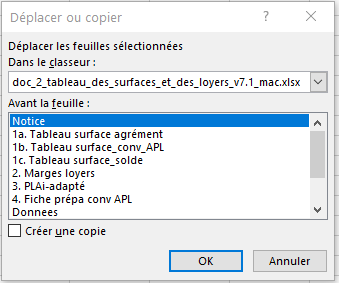 Déplacer ou copier
Déplacer les feuilles sélectionnées
Dans le classeur :
doc_2_tableau_des_surfaces_et_des_loyers_v7.1_mac.xlsx
Avant la feuille :
Notice
1a. Tableau surface agrément
1b. Tableau surface_conv_APL
1c. Tableau surface_solde
2. Marges loyers
3. PLAi-adapté
4. Fiche prépa conv APL
Donnees
Créer une copie
OK
Annuler